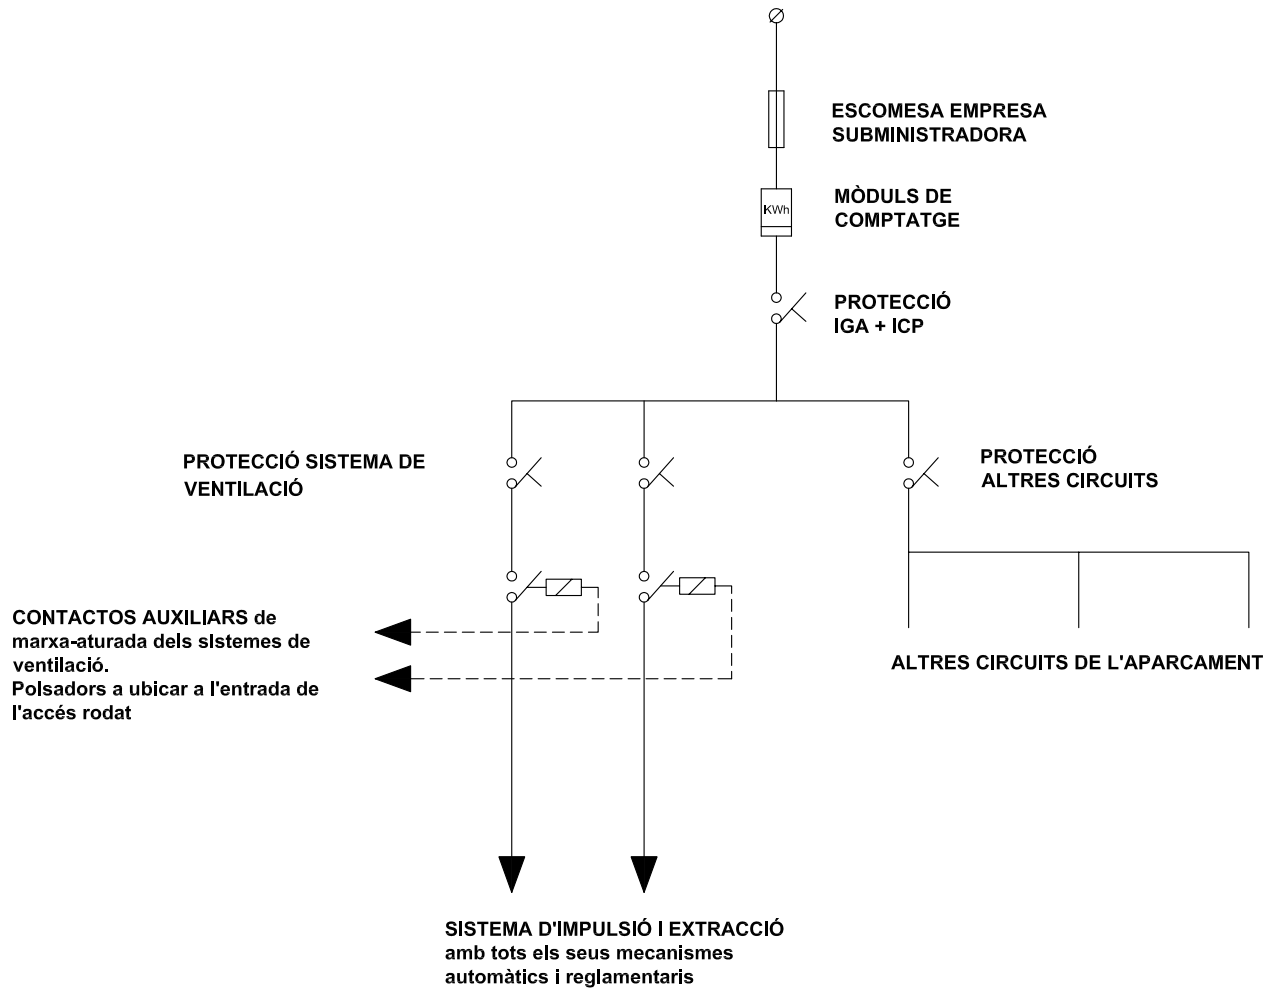 ESCOMESA EMPRESA
SUBMINISTRADORA
MÒDULS DE
COMPTATGE
KWh
PROTECCIÓ
IGA + ICP
PROTECCIÓ SISTEMA DE
VENTILACIÓ
PROTECCIÓ
ALTRES CIRCUITS
CONTACTOS AUXILIARS de
marxa-aturada dels sistemes de
ventilació.
Polsadors a ubicar a l'entrada de
l'accés rodat
ALTRES CIRCUITS DE L'APARCAMENT
SISTEMA D'IMPULSIÓ I EXTRACCIÓ
amb tots els seus mecanismes
automàtics i reglamentaris